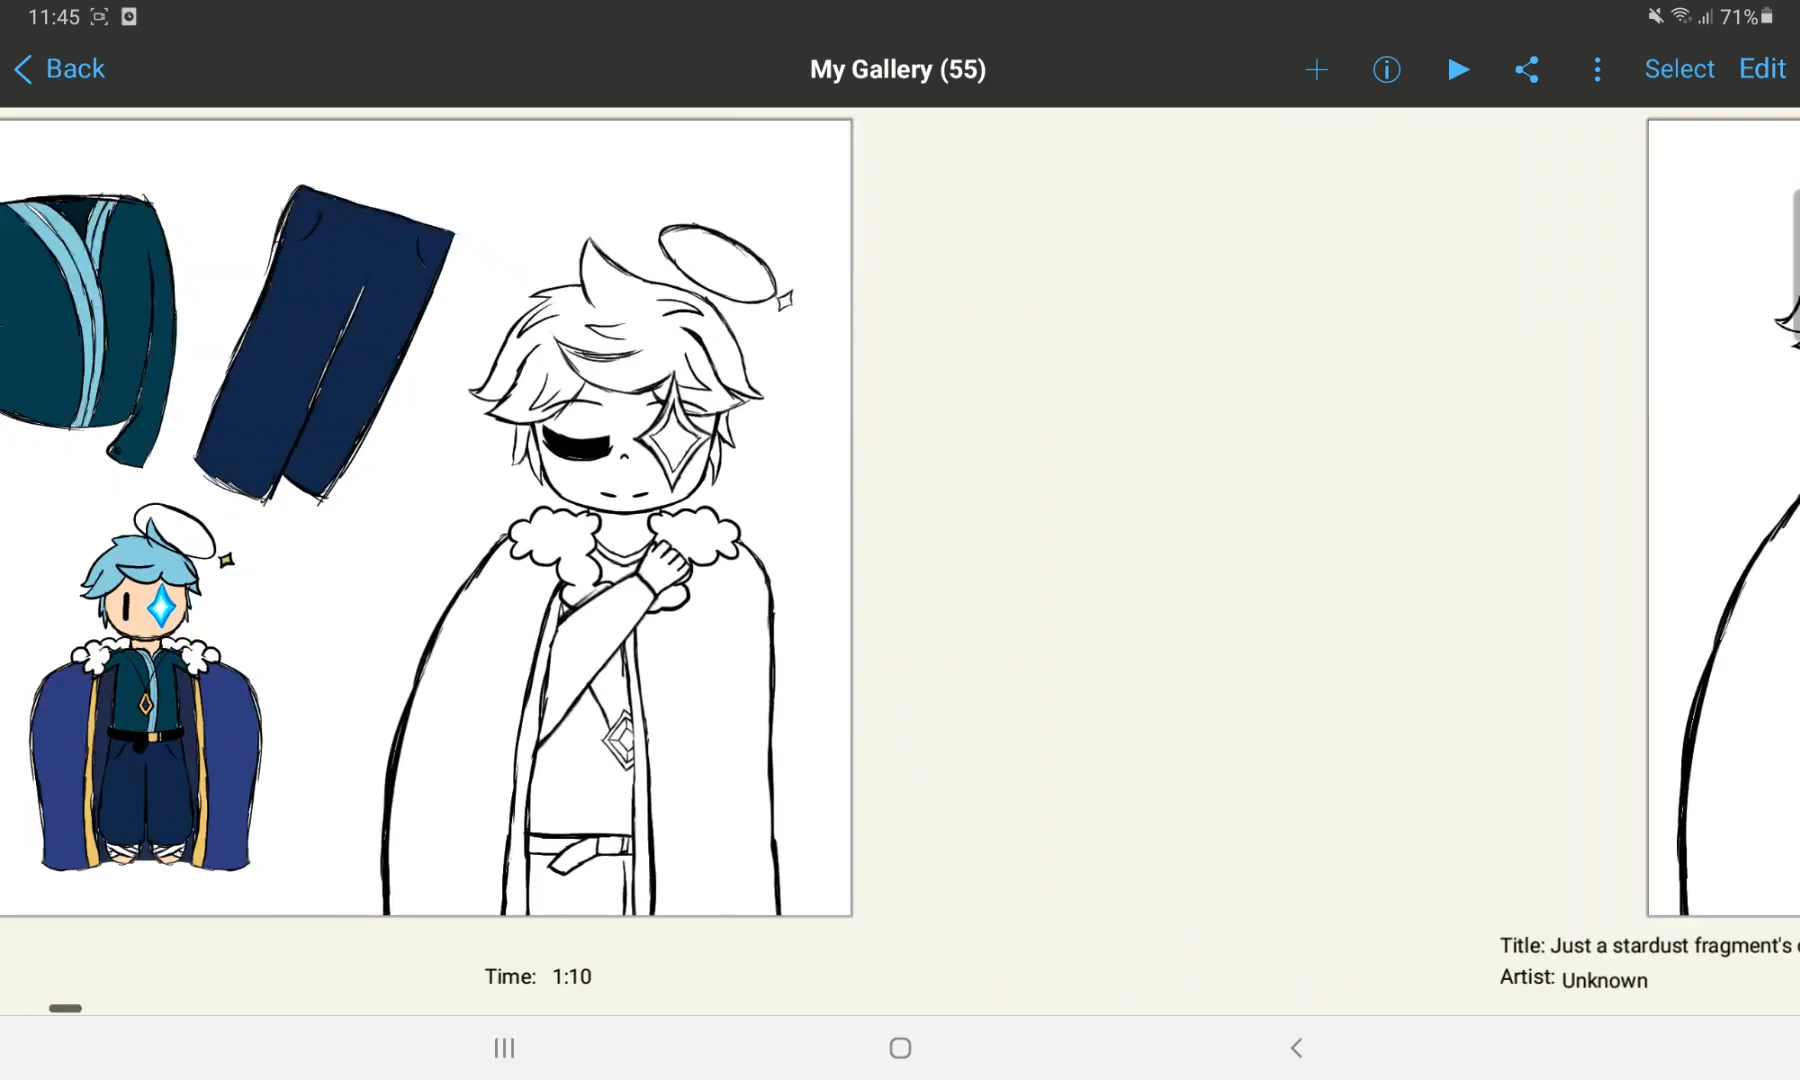 11:45
71%
Back
My Gallery (55)
Select
Edit
Title: Just a stardust fragment's
Artist: Unknown
Time: 1:10